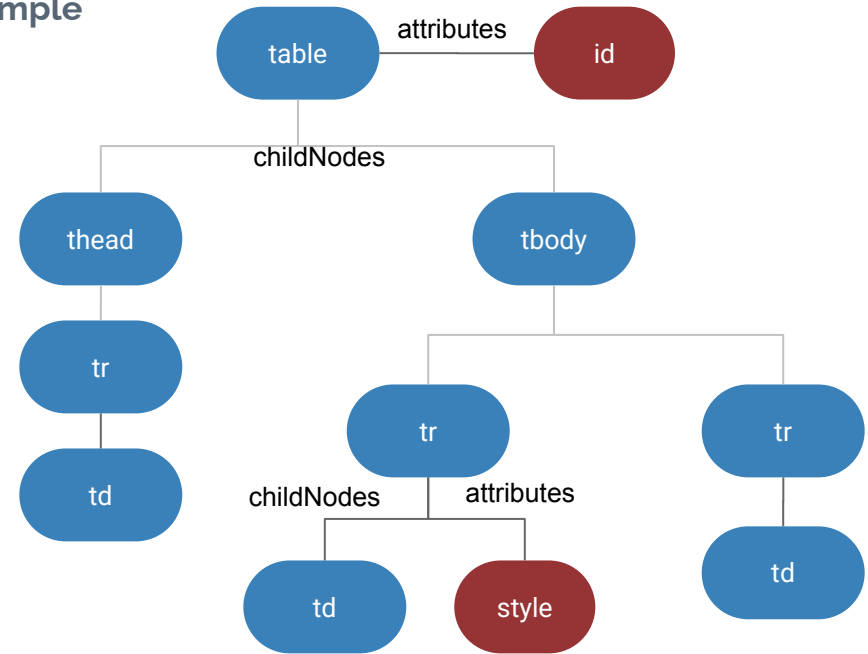 mple
table
attributes
id
childNodes
thead
tbody
tr
tr
tr
childNodes
attributes
td
td
td
style